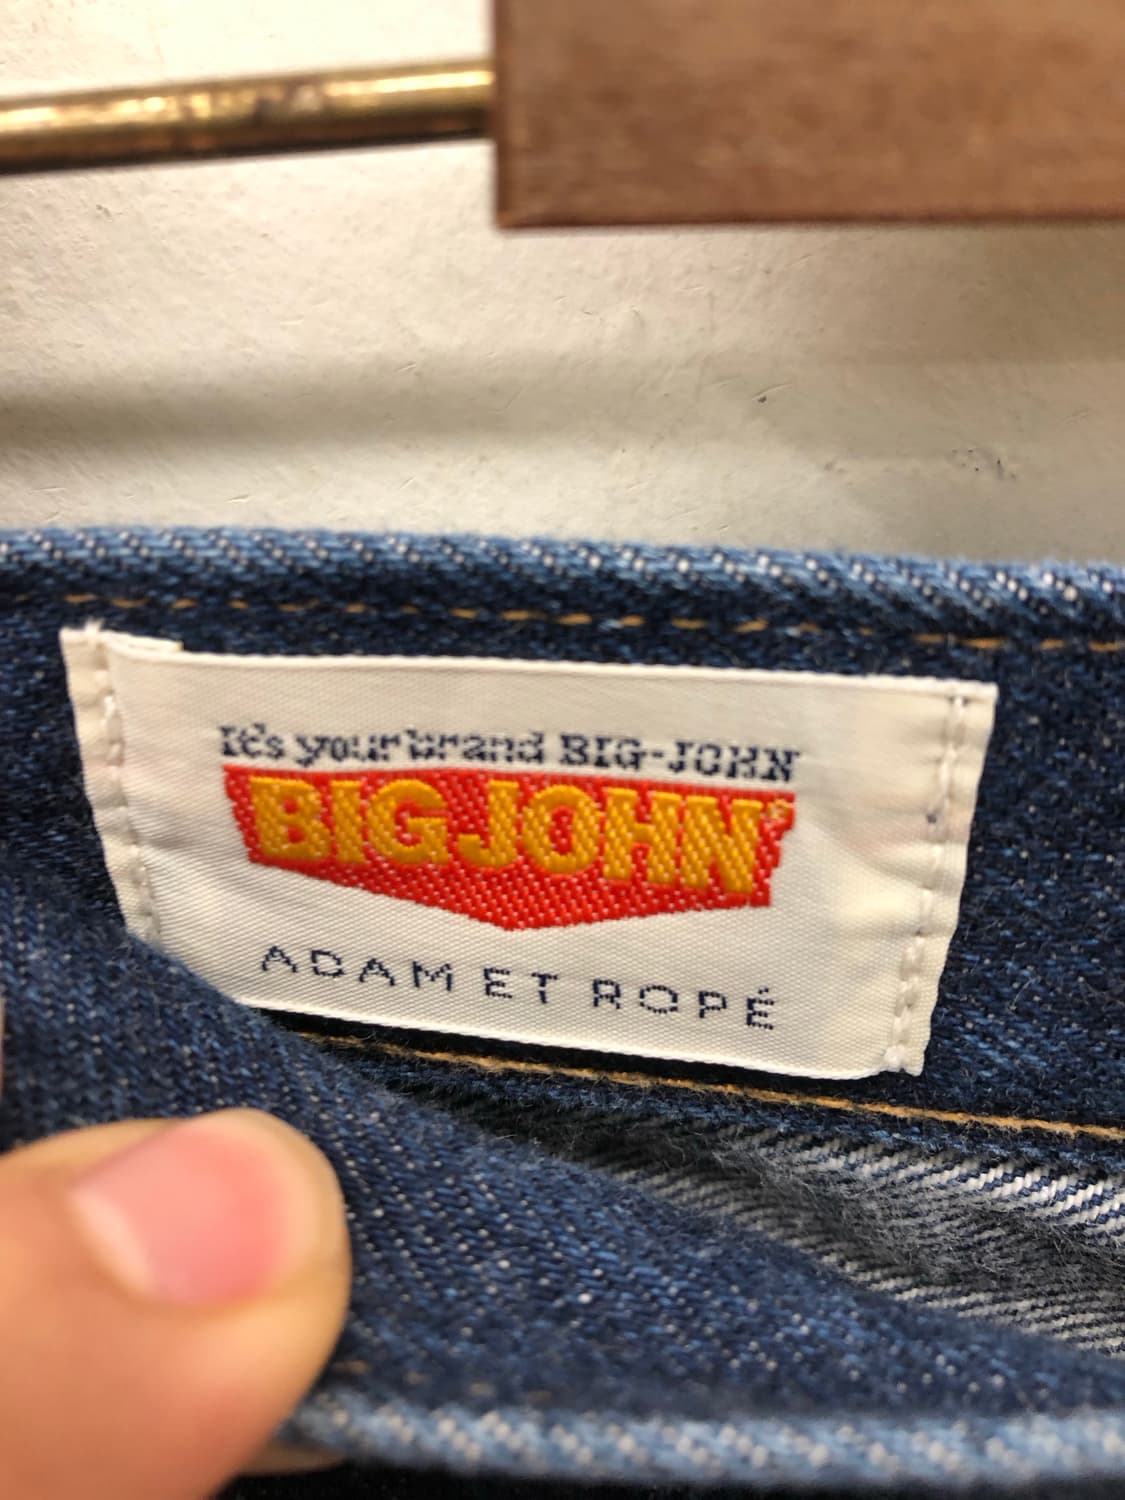 It's your brand BIG-JOHN
BIG JOHN®
ADAM ET ROPÉ